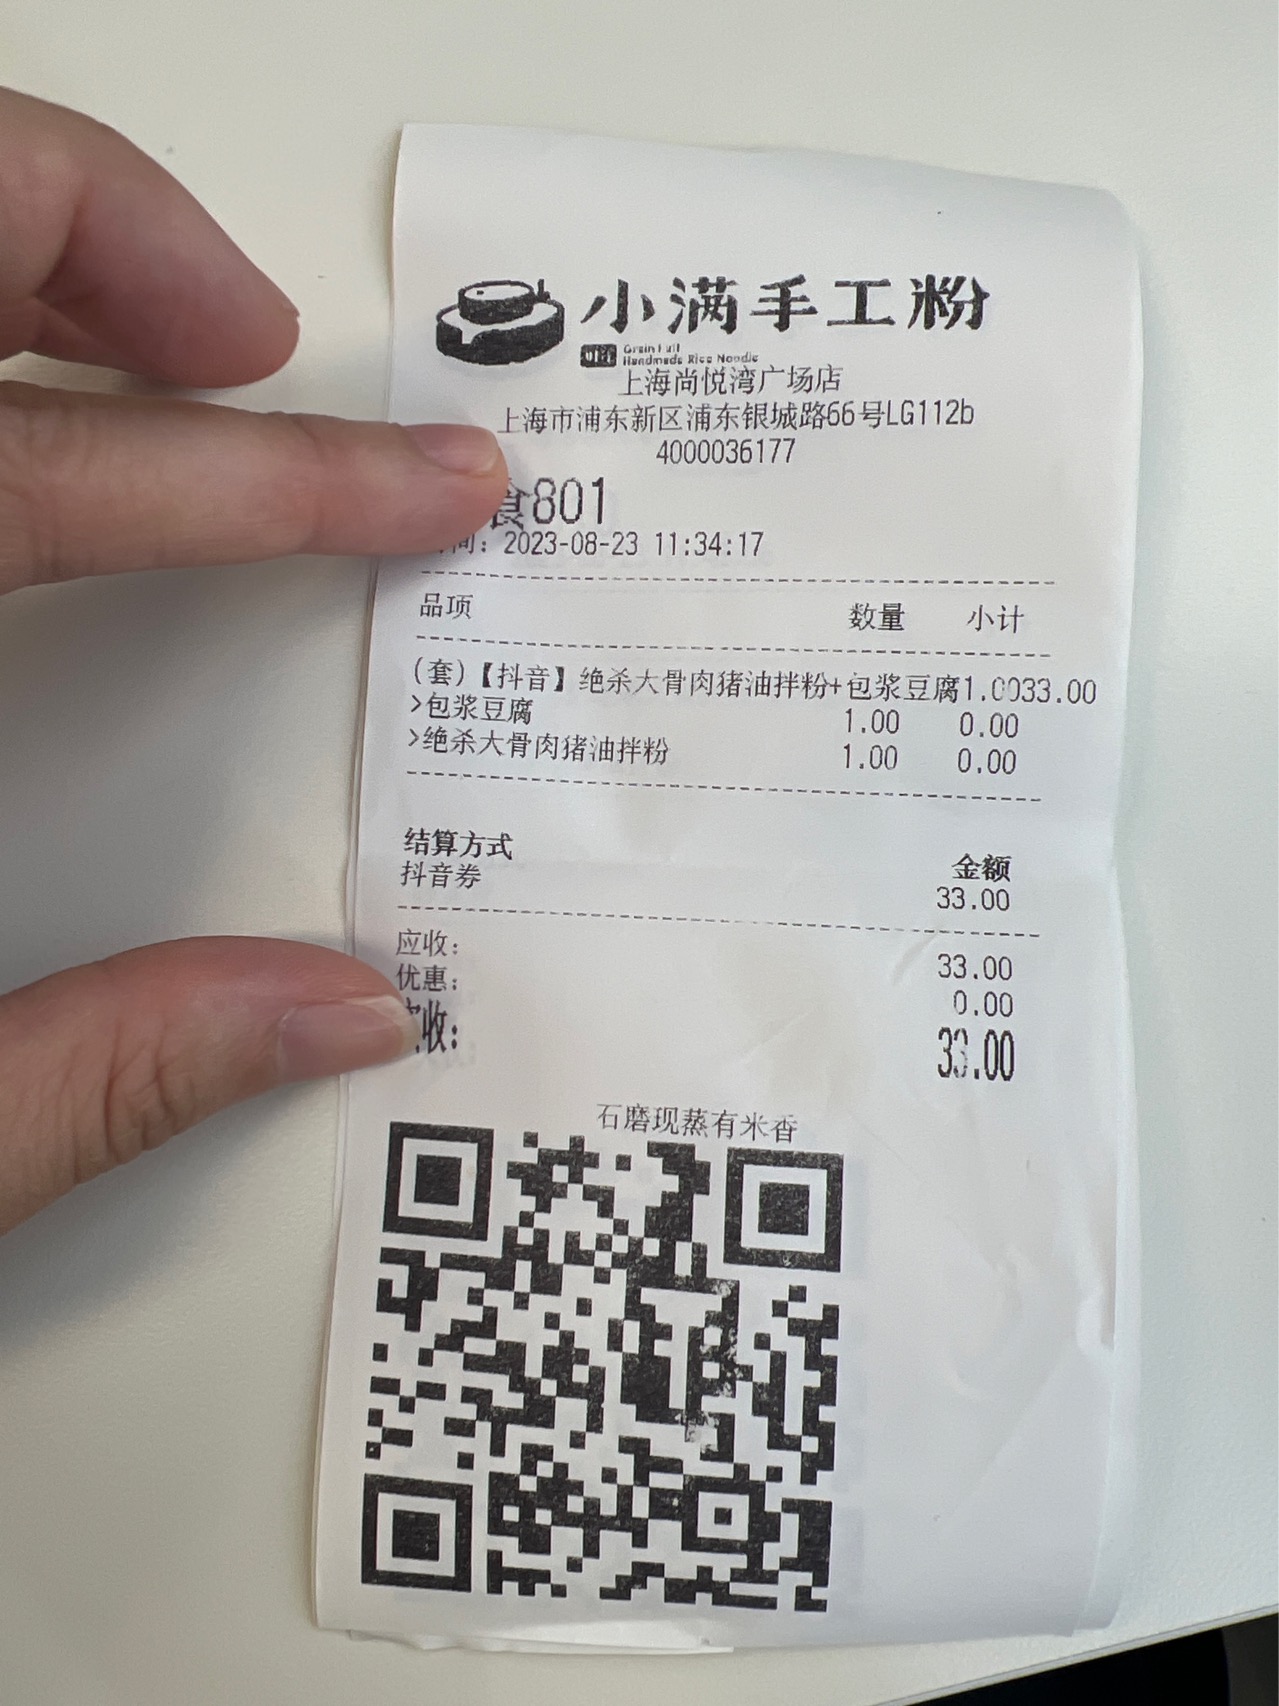 小满手工粉
Grain Full
Handmade Rice Noodle
上海尚悦湾广场店
上海市浦东新区浦东银城路66号LG112b
4000036177
食801
间: 2023-08-23 11:34:17
品项 数量 小计
(套)【抖音】绝杀大骨肉猪油拌粉+包浆豆腐1.0033.00
>包浆豆腐 1.00 0.00
>绝杀大骨肉猪油拌粉 1.00 0.00
结算方式 金额
抖音券 33.00
应收: 33.00
优惠: 0.00
收: 33.00
石磨现蒸有米香